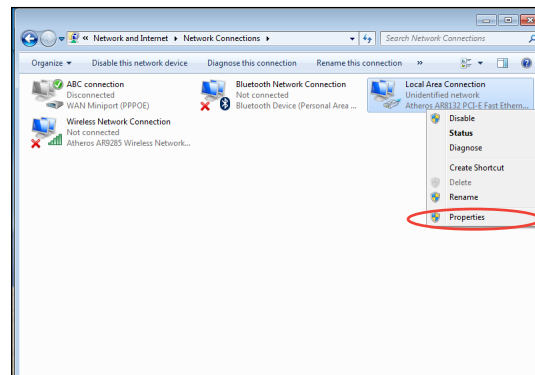 « Network and Internet ▸ Network Connections ▸
Search Network Connections
Organize ▾ Disable this network device Diagnose this connection Rename this connection »
ABC connection
Disconnected
WAN Miniport (PPPOE)
Bluetooth Network Connection
Not connected
Bluetooth Device (Personal Area ...
Local Area Connection
Unidentified network
Atheros AR8132 PCI-E Fast Ethern...
Wireless Network Connection
Not connected
Atheros AR9285 Wireless Network...
Disable
Status
Diagnose
Create Shortcut
Delete
Rename
Properties